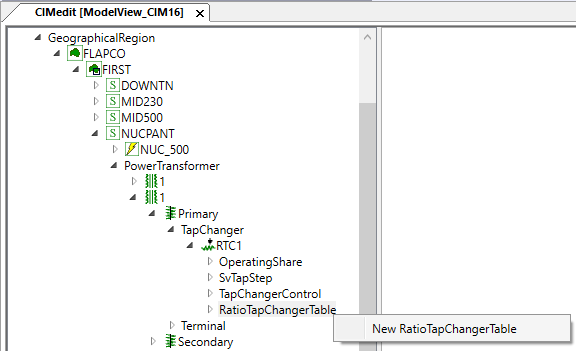 CIMedit [ModelView_CIM16]
GeographicalRegion
FLAPCO
FIRST
S DOWNTN
S MID230
S MID500
S NUCPANT
NUC_500
PowerTransformer
1
1
Primary
TapChanger
RTC1
OperatingShare
SvTapStep
TapChangerControl
RatioTapChangerTable
New RatioTapChangerTable
Terminal
Secondary